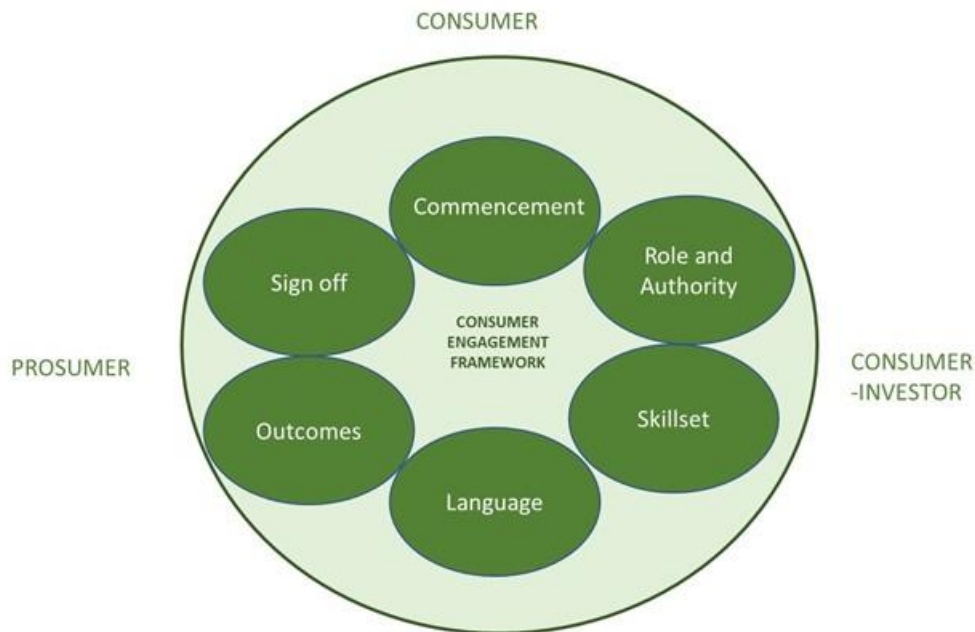 CONSUMER
Commencement
Role and
Authority
Sign off
CONSUMER
ENGAGEMENT
FRAMEWORK
PROSUMER
CONSUMER
-INVESTOR
Skillset
Outcomes
Language